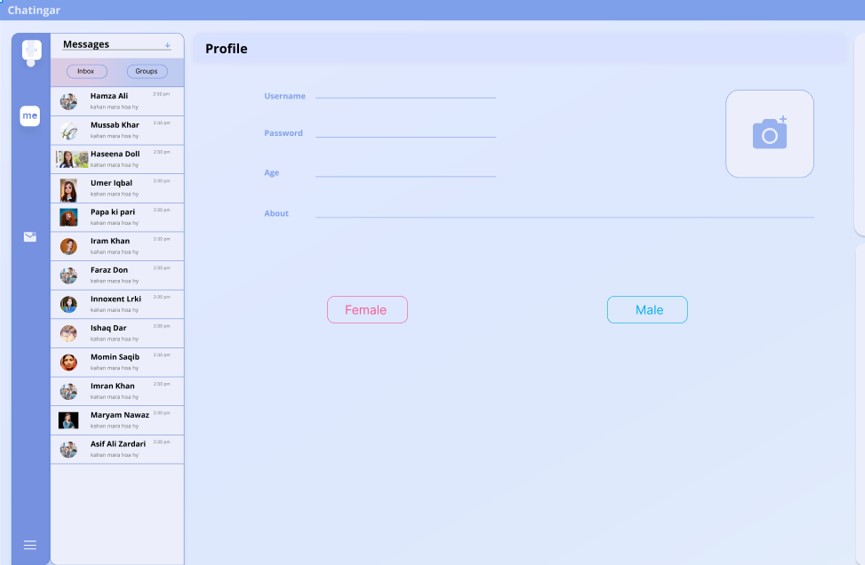 Chatingar
Messages
Inbox Groups
Hamza Ali 2:30 pm
kahan mara hoa hy
Mussab Khar 2:30 pm
kahan mara hoa hy
Haseena Doll
kahan mara hoa hy
Umer Iqbal 2:30 pm
kahan mara hoa hy
Papa ki pari 2:30 pm
kahan mara hoa hy
Iram Khan 2:30 pm
kahan mara hoa hy
Faraz Don 2:30 pm
kahan mara hoa hy
Innoxent Lrki 2:30 pm
kahan mara hoa hy
Ishaq Dar 2:30 pm
kahan mara hoa hy
Momin Saqib 2:30 pm
kahan mara hoa hy
Imran Khan 2:30 pm
kahan mara hoa hy
Maryam Nawaz 2:30 pm
kahan mara hoa hy
Asif Ali Zardari 2:30 pm
kahan mara hoa hy
me
Profile
Username
Password
Age
About
Female Male